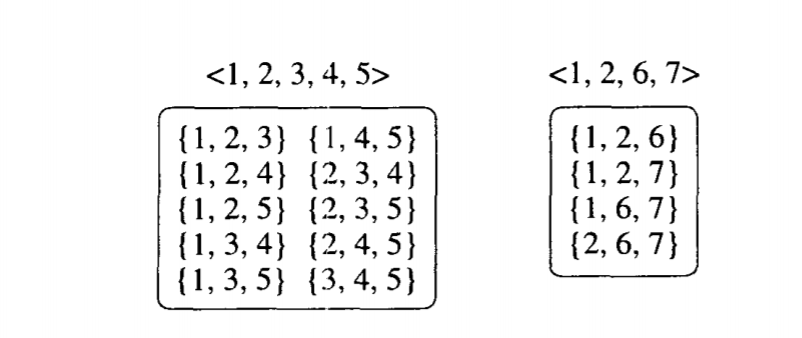 <1, 2, 3, 4, 5>
{1, 2, 3} {1, 4, 5}
{1, 2, 4} {2, 3, 4}
{1, 2, 5} {2, 3, 5}
{1, 3, 4} {2, 4, 5}
{1, 3, 5} {3, 4, 5}
<1, 2, 6, 7>
{1, 2, 6}
{1, 2, 7}
{1, 6, 7}
{2, 6, 7}